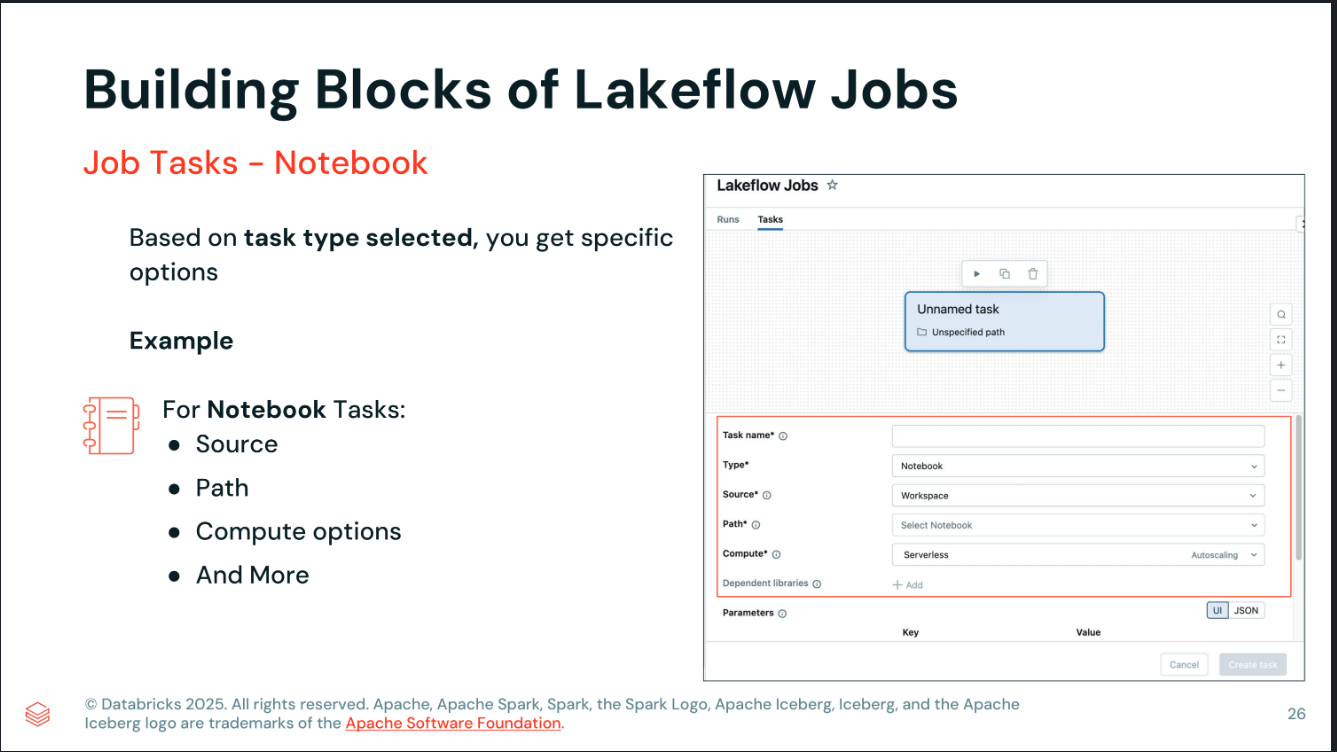 Building Blocks of Lakeflow Jobs
Job Tasks - Notebook
Based on task type selected, you get specific
options
Example
For Notebook Tasks:
● Source
● Path
● Compute options
● And More
Lakeflow Jobs
Runs Tasks
Unnamed task
Unspecified path
Task name*
Type* Notebook
Source* Workspace
Path* Select Notebook
Compute* Serverless Autoscaling
Dependent libraries + Add
Parameters UI JSON
Key Value
Cancel Create task
© Databricks 2025. All rights reserved. Apache, Apache Spark, Spark, the Spark Logo, Apache Iceberg, Iceberg, and the Apache
Iceberg logo are trademarks of the Apache Software Foundation.
26